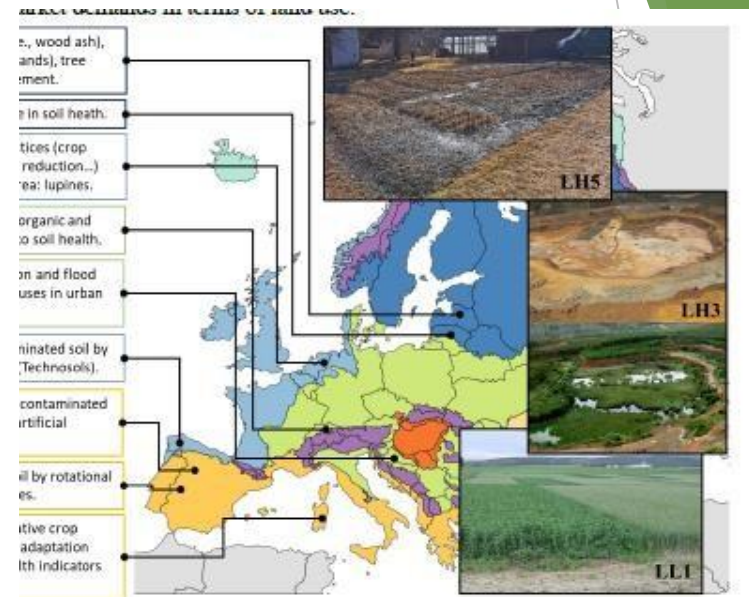 market demands in terms of land use.
e., wood ash),
ands), tree
ement.
e in soil heath.
tices (crop
reduction...)
rea: lupines.
organic and
to soil health.
on and flood
uses in urban
minated soil by
(Technosols).
contaminated
artificial
oil by rotational
es.
ative crop
adaptation
lth indicators
LH5
LH3
LL1